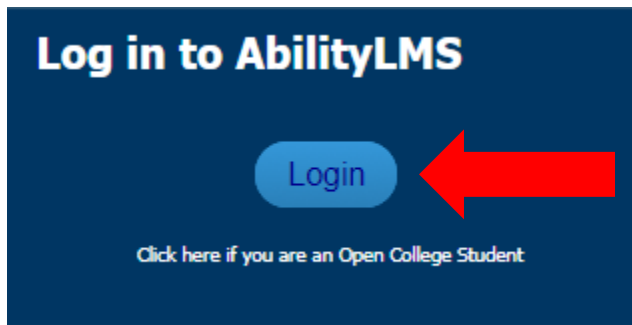 Log in to AbilityLMS
Login
Click here if you are an Open College Student